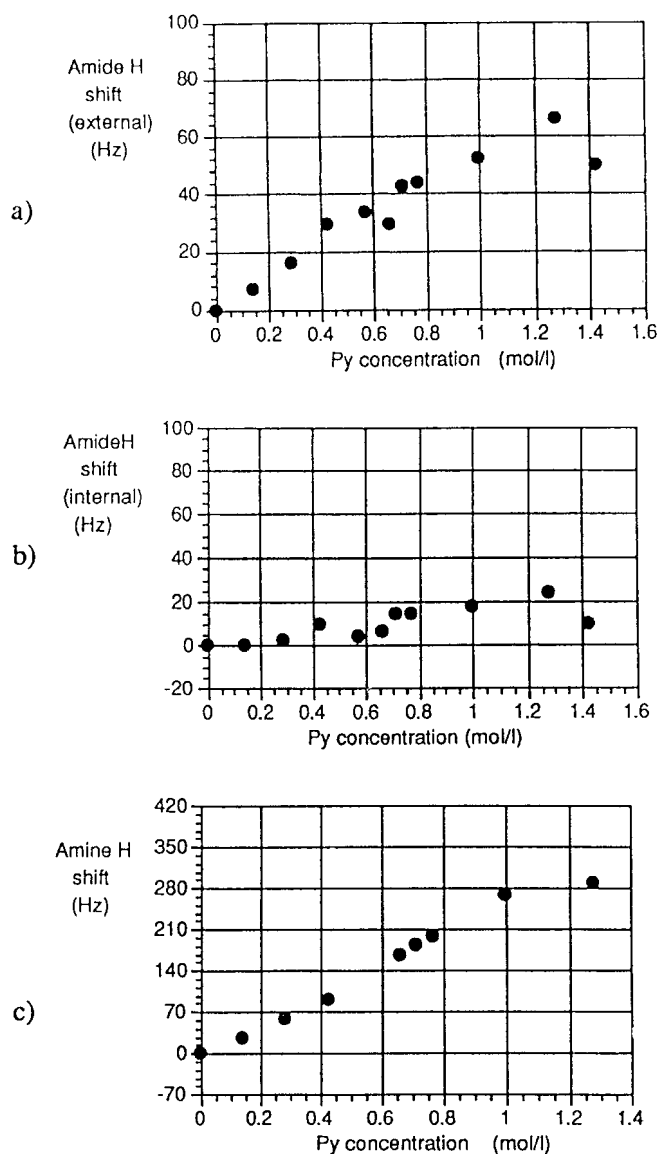 a)
Amide H
shift
(external)
(Hz)
100
80
60
40
20
0
0 0.2 0.4 0.6 0.8 1 1.2 1.4 1.6
Py concentration (mol/l)
b)
AmideH
shift
(internal)
(Hz)
100
80
60
40
20
0
-20
0 0.2 0.4 0.6 0.8 1 1.2 1.4 1.6
Py concentration (mol/l)
c)
Amine H
shift
(Hz)
420
350
280
210
140
70
0
-70
0 0.2 0.4 0.6 0.8 1 1.2 1.4
Py concentration (mol/l)